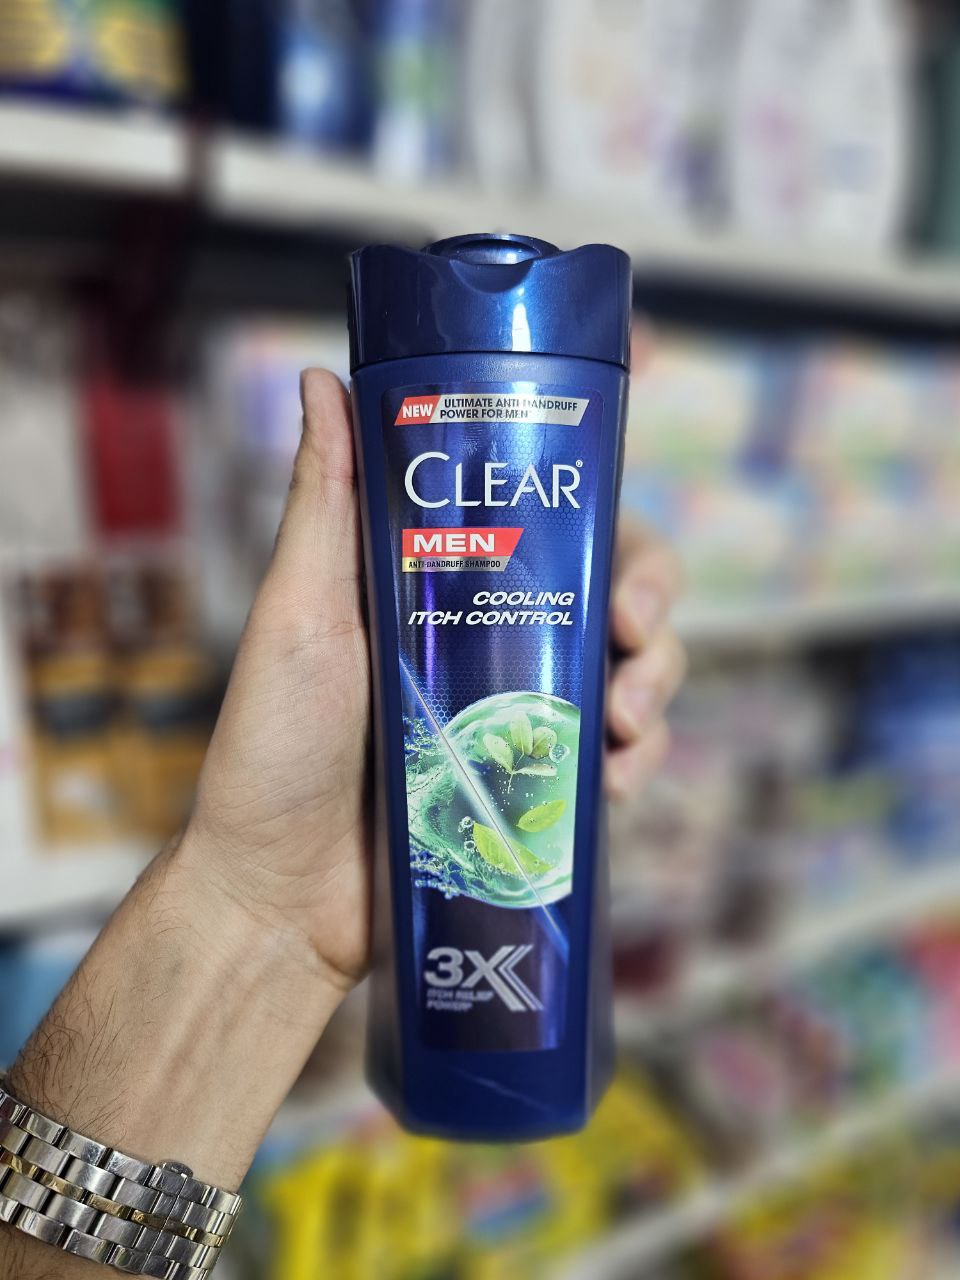 NEW ULTIMATE ANTI-DANDRUFF
POWER FOR MEN*
CLEAR®
MEN
ANTI-DANDRUFF SHAMPOO
COOLING
ITCH CONTROL
3X
ITCH RELIEF
POWER*